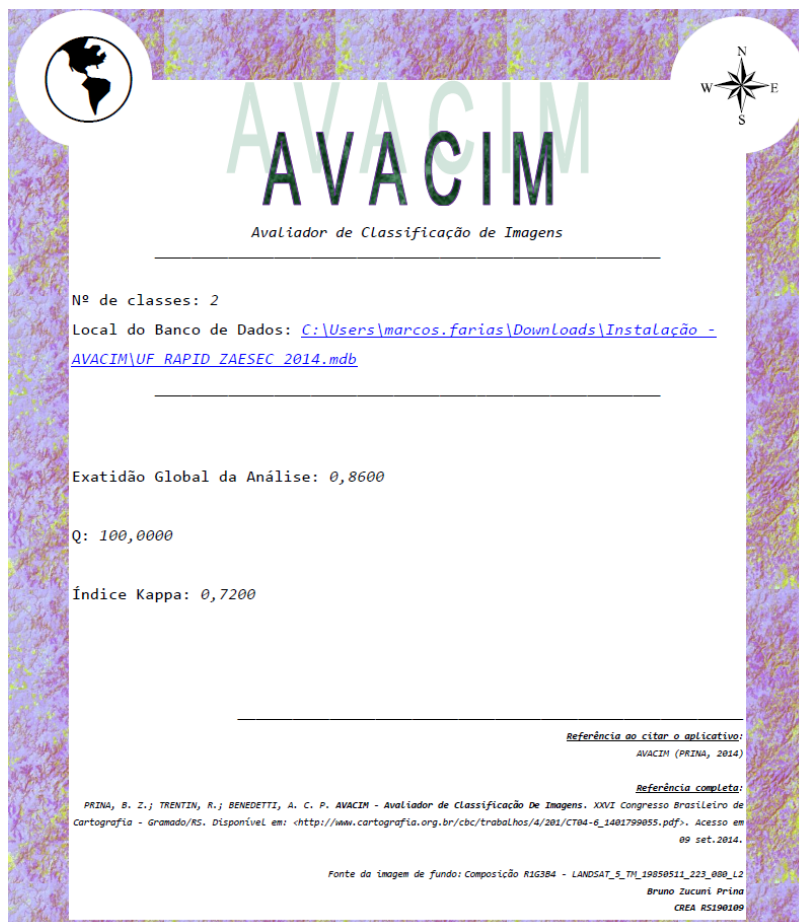 N
W E
S
AVACIM
AVACIM
Avaliador de Classificação de Imagens
Nº de classes: 2
Local do Banco de Dados: C:\Users\marcos.farias\Downloads\Instalação -
AVACIM\UF RAPID ZAESEC 2014.mdb
Exatidão Global da Análise: 0,8600
Q: 100,0000
Índice Kappa: 0,7200
Referência ao citar o aplicativo:
AVACIM (PRINA, 2014)
Referência completa:
PRINA, B. Z.; TRENTIN, R.; BENEDETTI, A. C. P. AVACIM - Avaliador de Classificação De Imagens. XXVI Congresso Brasileiro de
Cartografia - Gramado/RS. Disponível em: <http://www.cartografia.org.br/cbc/trabalhos/4/201/CT04-6_1401799055.pdf>. Acesso em
09 set.2014.
Fonte da imagem de fundo: Composição R1G3B4 - LANDSAT_5_TM_19850511_223_080_L2
Bruno Zucuni Prina
CREA RS190109